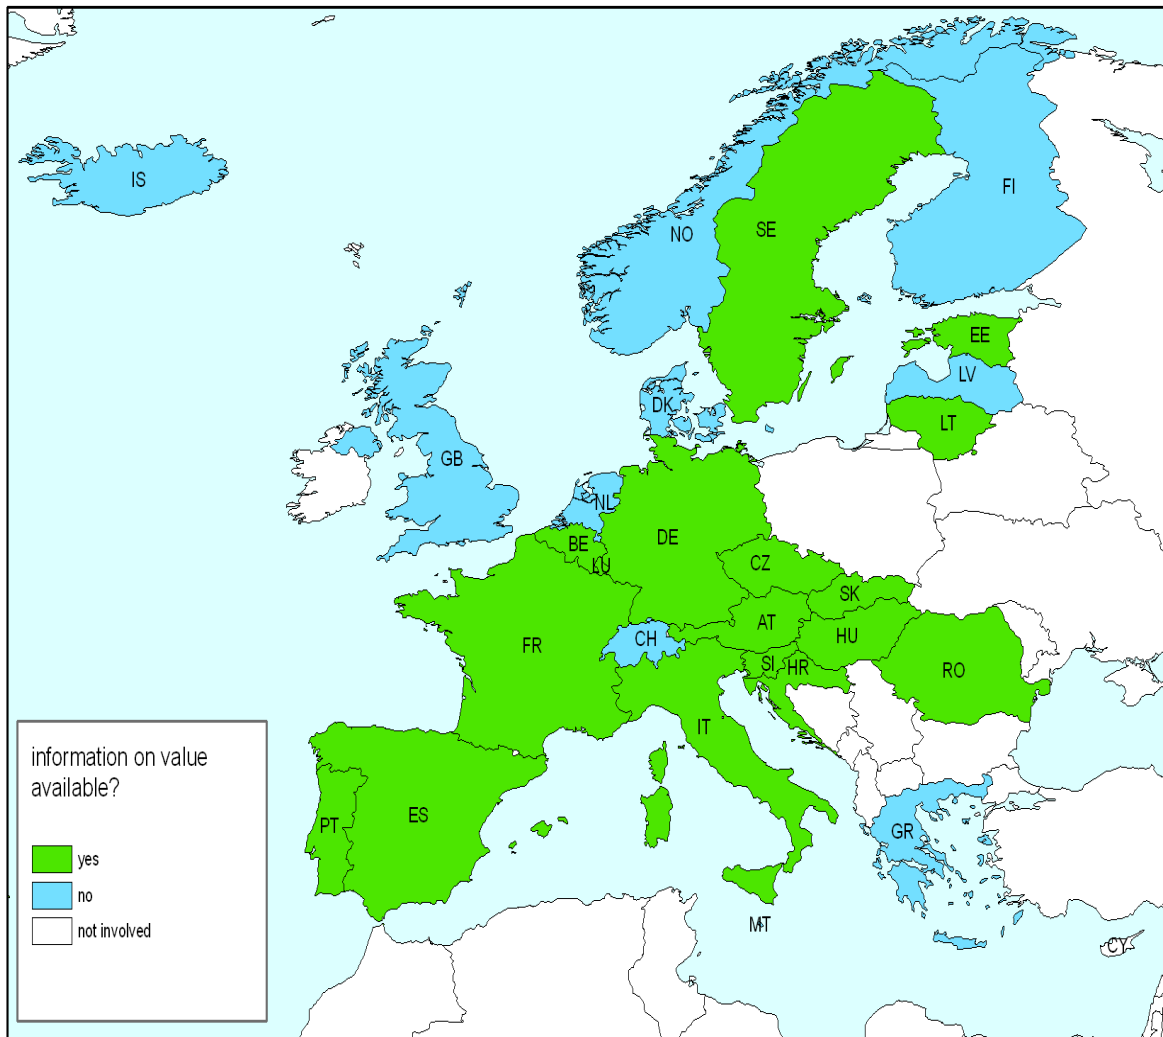 IS
FI
NO
SE
EE
LV
DK
LT
GB
NL
BE
DE
LU
CZ
SK
AT
HU
CH
FR
SI
HR
RO
IT
information on value
available?
PT
ES
GR
yes
no
not involved
MT
CY